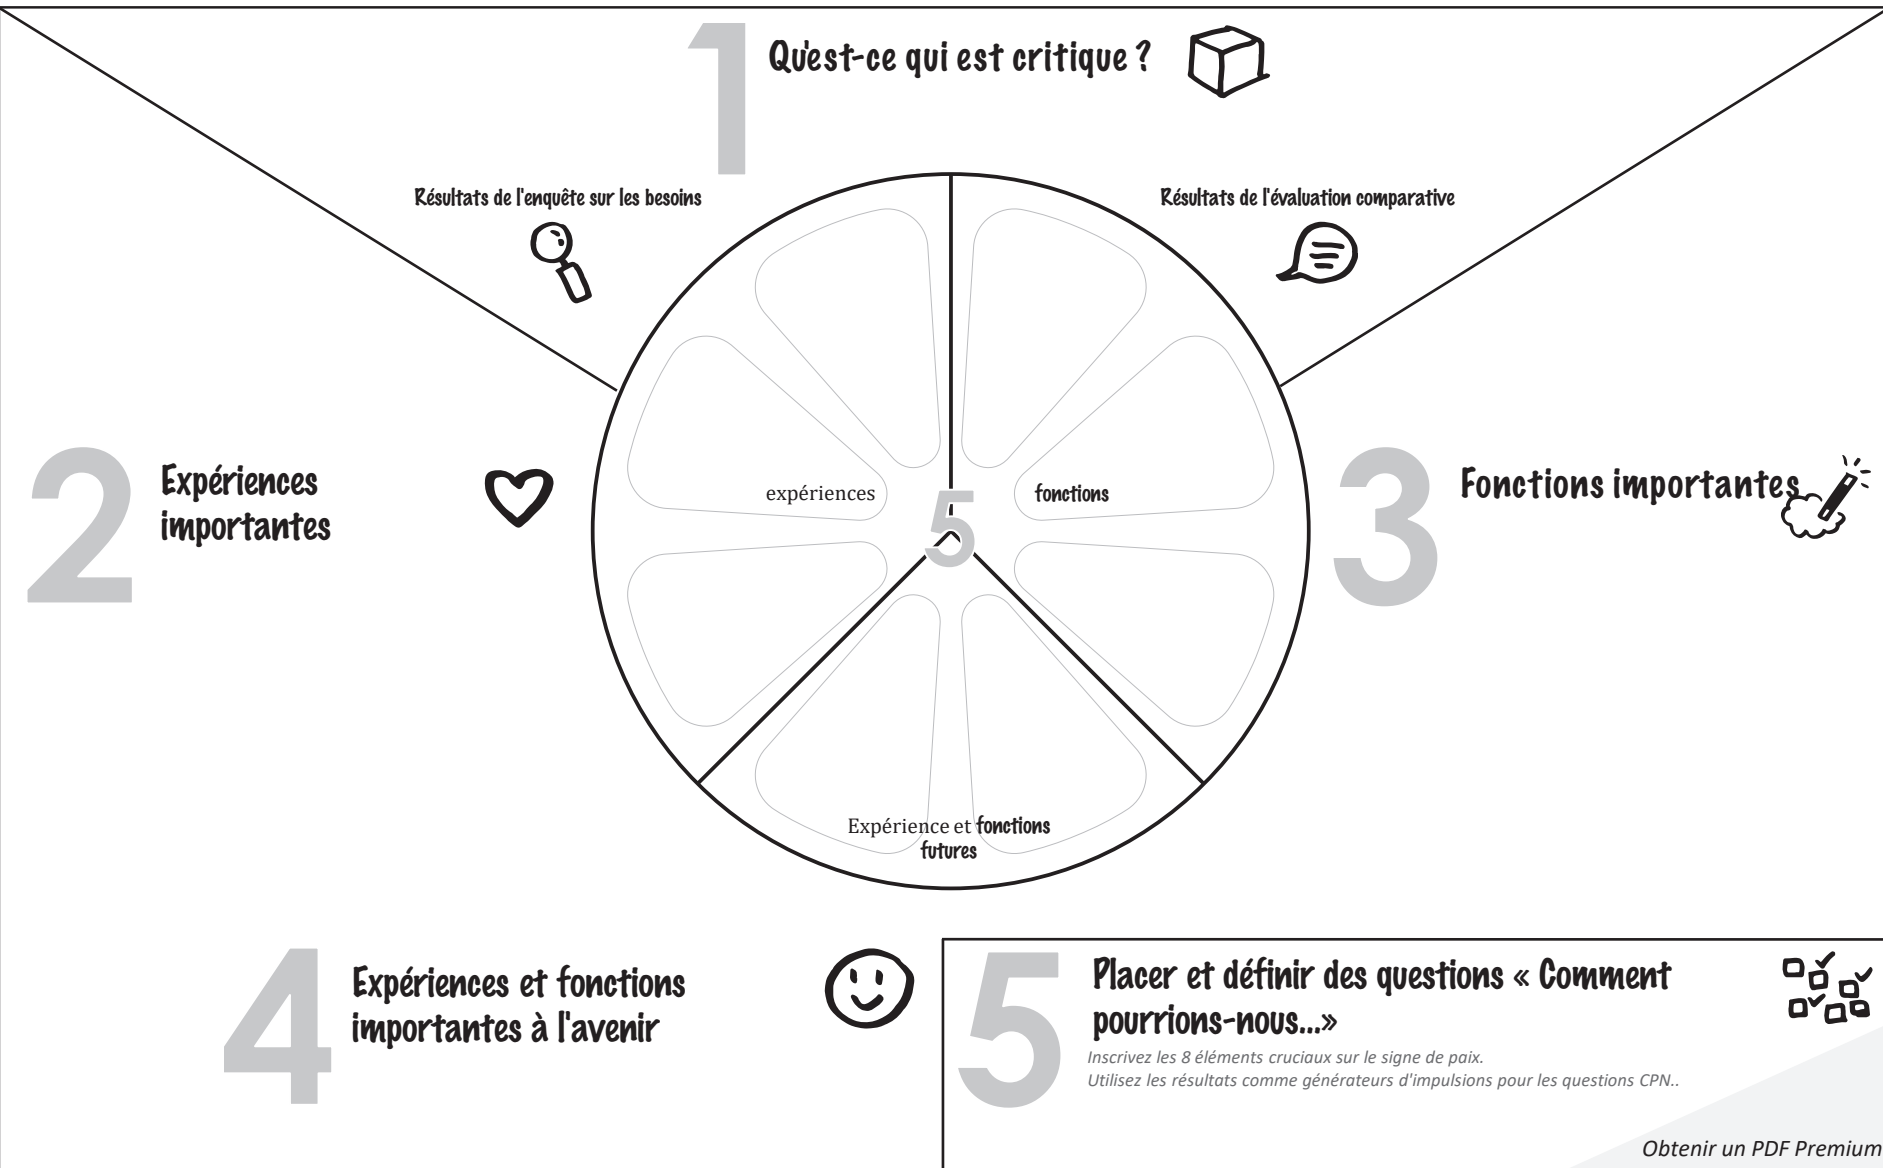 1
Qu'est-ce qui est critique ?
Résultats de l'enquête sur les besoins
Résultats de l'évaluation comparative
2
Expériences
importantes
expériences
5
fonctions
3
Fonctions importantes
Expérience et fonctions
futures
4
Expériences et fonctions
importantes à l'avenir
5
Placer et définir des questions « Comment
pourrions-nous...»
Inscrivez les 8 éléments cruciaux sur le signe de paix.
Utilisez les résultats comme générateurs d'impulsions pour les questions CPN..
Obtenir un PDF Premium